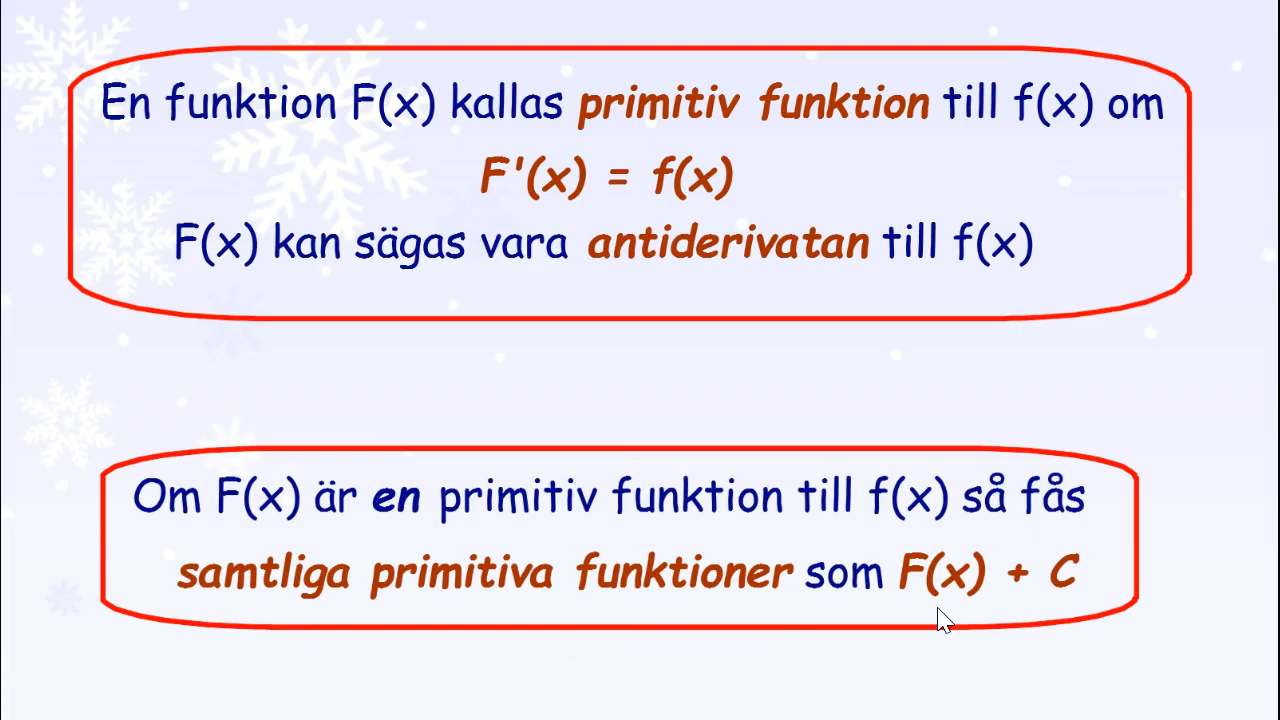 En funktion F(x) kallas primitiv funktion till f(x) om
F'(x) = f(x)
F(x) kan sägas vara antiderivatan till f(x)
Om F(x) är en primitiv funktion till f(x) så fås
samtliga primitiva funktioner som F(x) + C